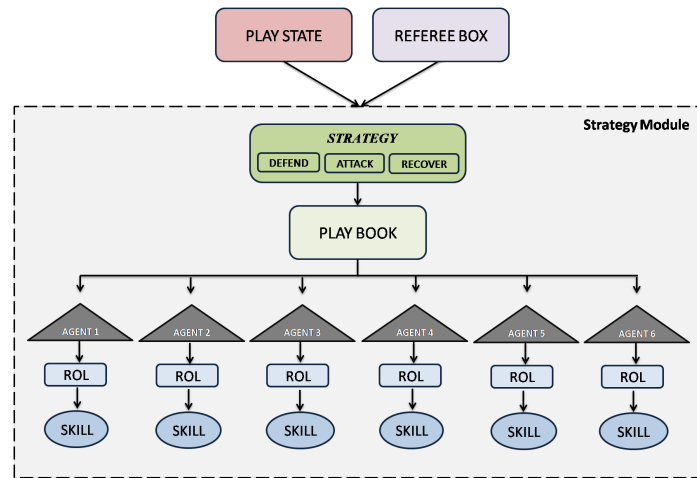 PLAY STATE
REFEREE BOX
Strategy Module
STRATEGY
DEFEND ATTACK RECOVER
PLAY BOOK
AGENT 1 AGENT 2 AGENT 3 AGENT 4 AGENT 5 AGENT 6
ROL ROL ROL ROL ROL ROL
SKILL SKILL SKILL SKILL SKILL SKILL